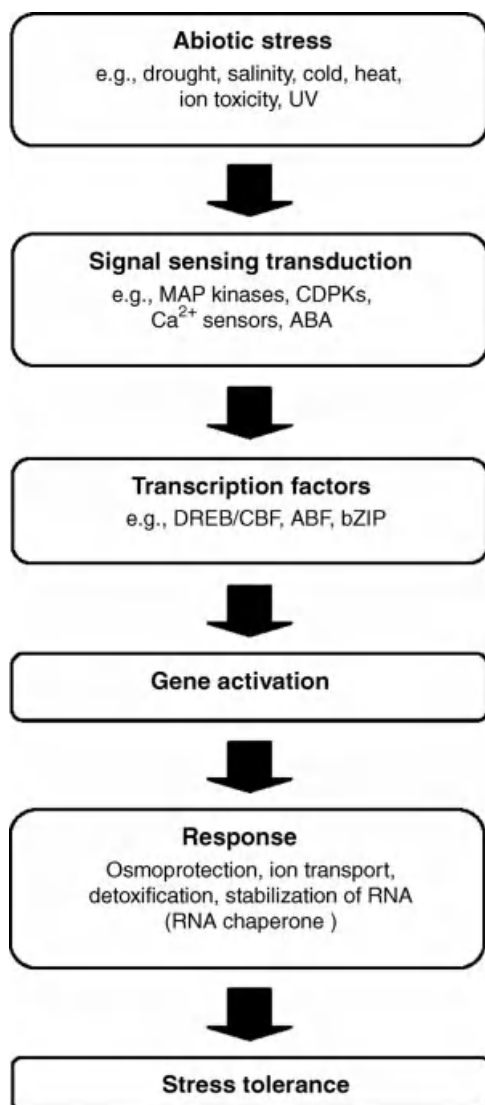 Abiotic stress
e.g., drought, salinity, cold, heat,
ion toxicity, UV
Signal sensing transduction
e.g., MAP kinases, CDPKs,
Ca²⁺ sensors, ABA
Transcription factors
e.g., DREB/CBF, ABF, bZIP
Gene activation
Response
Osmoprotection, ion transport,
detoxification, stabilization of RNA
(RNA chaperone )
Stress tolerance